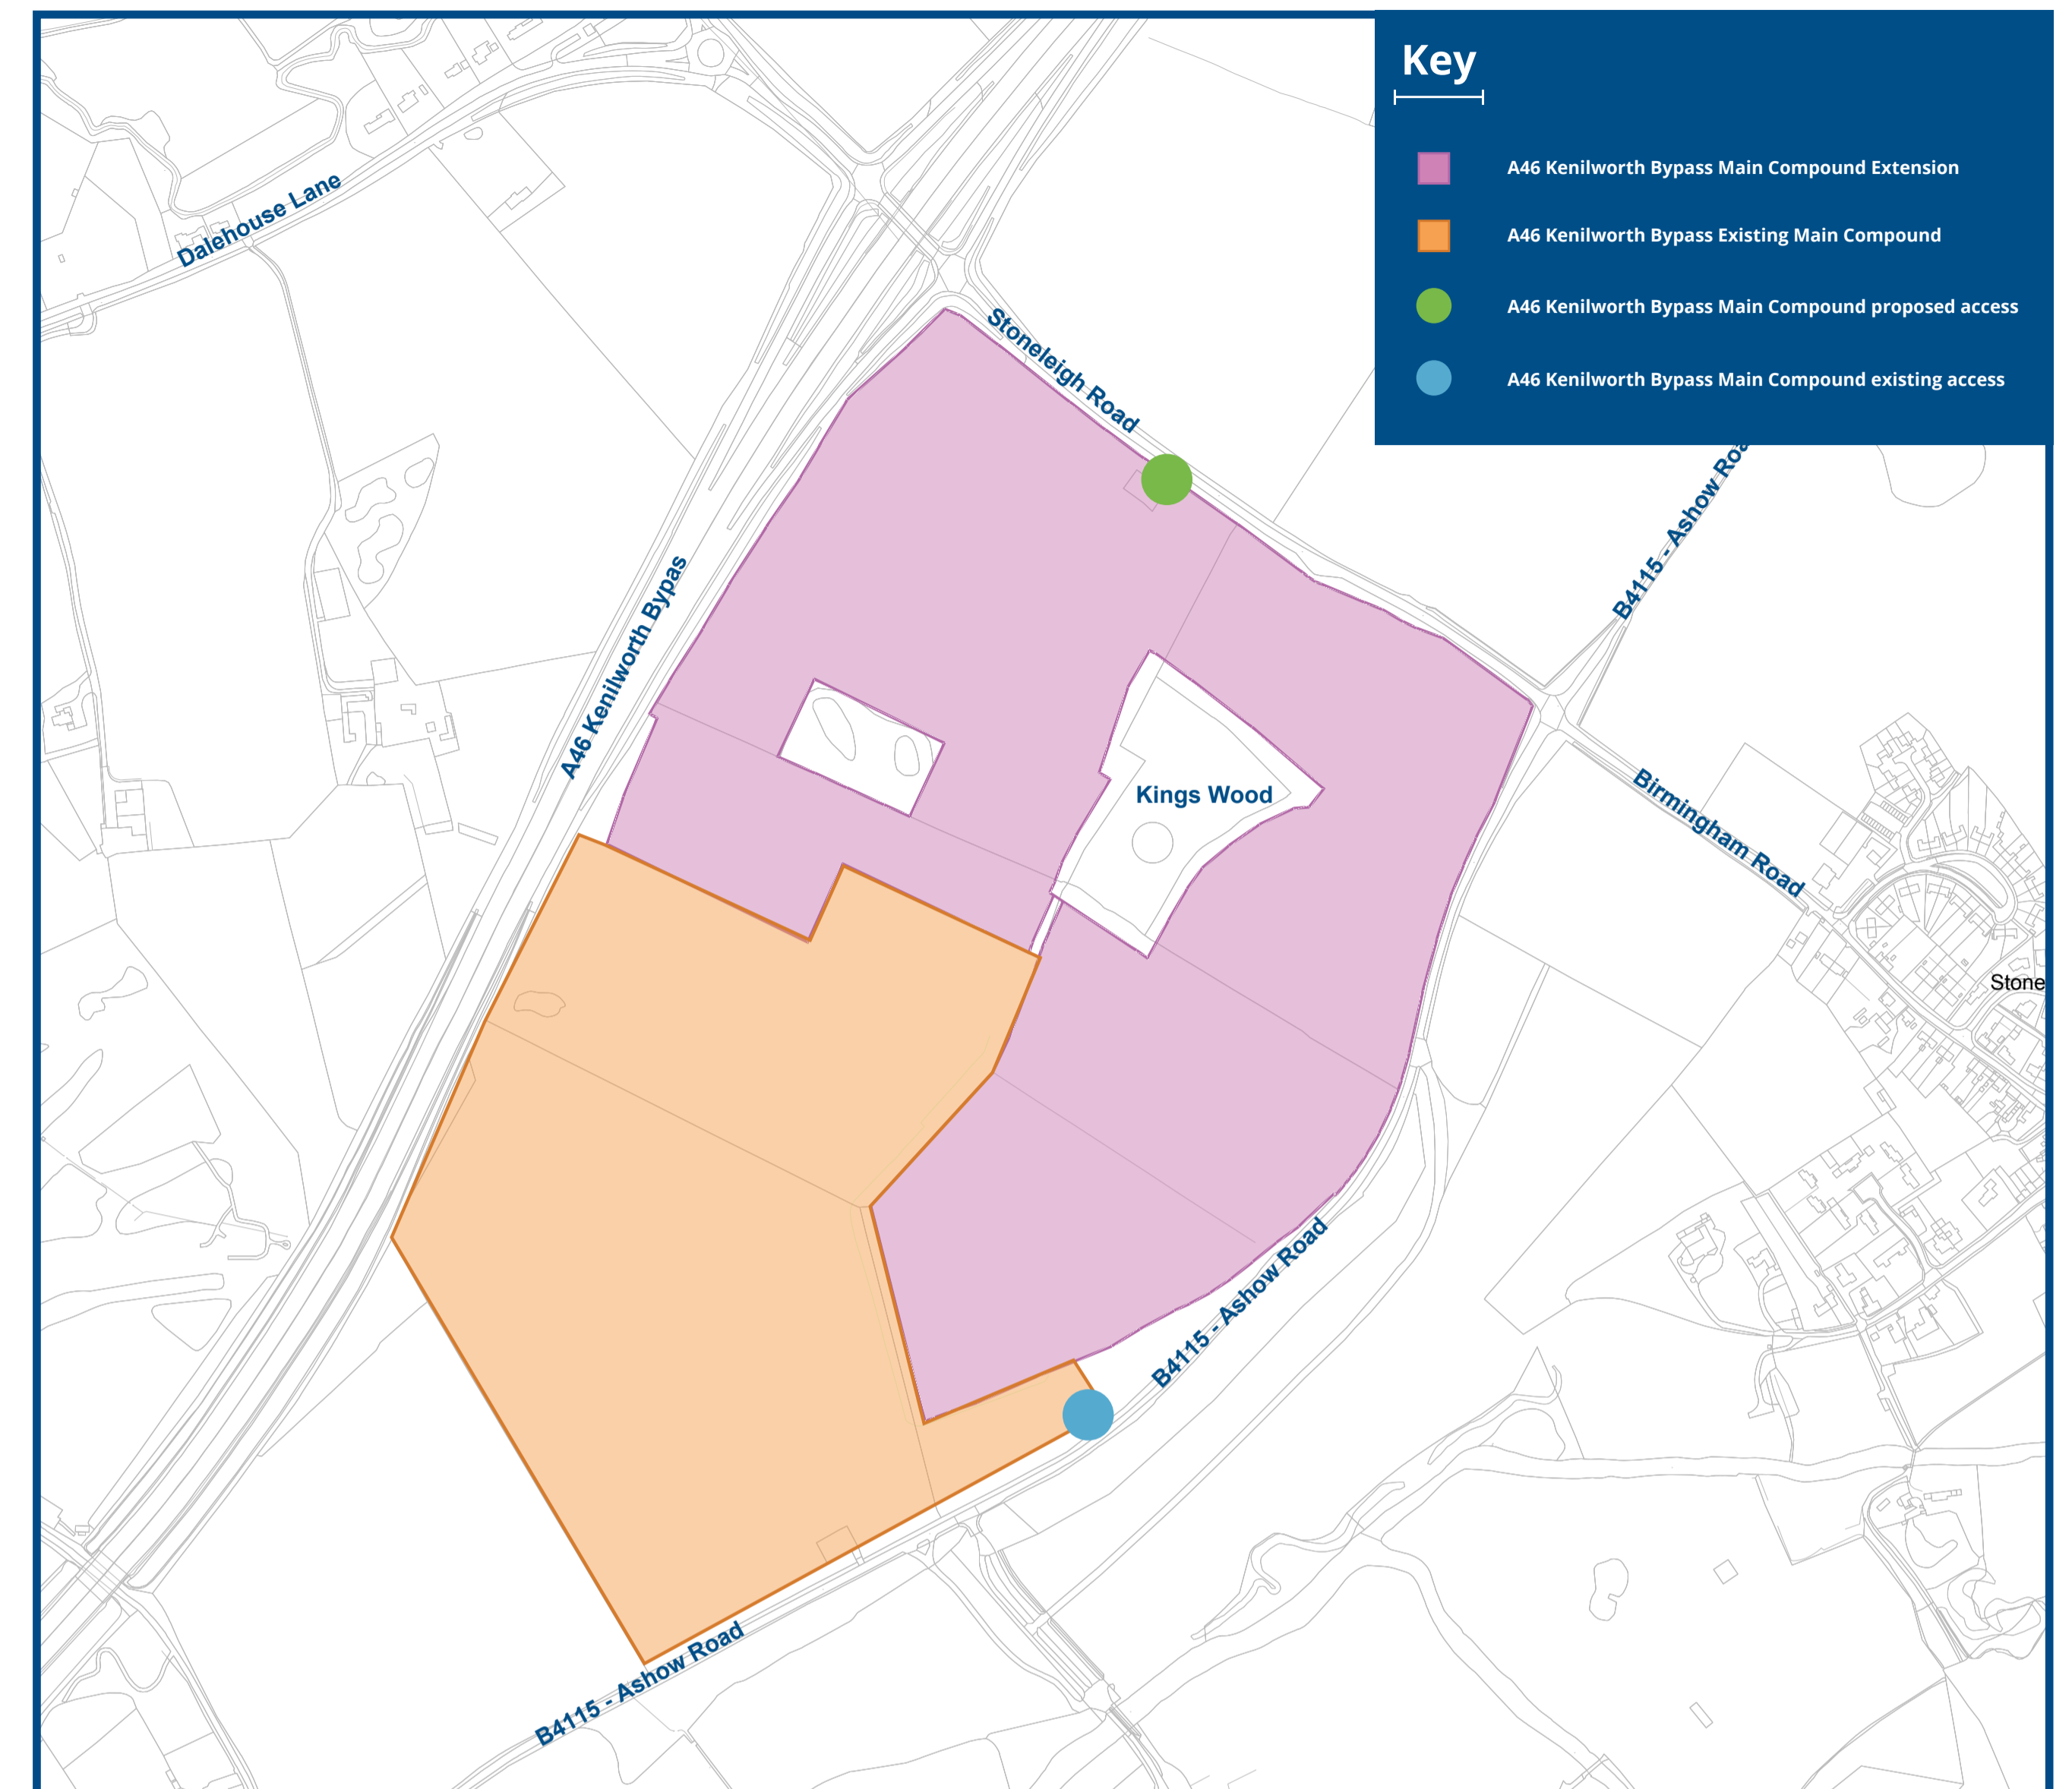 Key
A46 Kenilworth Bypass Main Compound Extension
A46 Kenilworth Bypass Existing Main Compound
A46 Kenilworth Bypass Main Compound proposed access
A46 Kenilworth Bypass Main Compound existing access
Dalehouse Lane
Stoneleigh Road
B4115 - Ashow Roa
A46 Kenilworth Bypas
Kings Wood
Birmingham Road
Stone
B4115 - Ashow Road
B4115 - Ashow Road